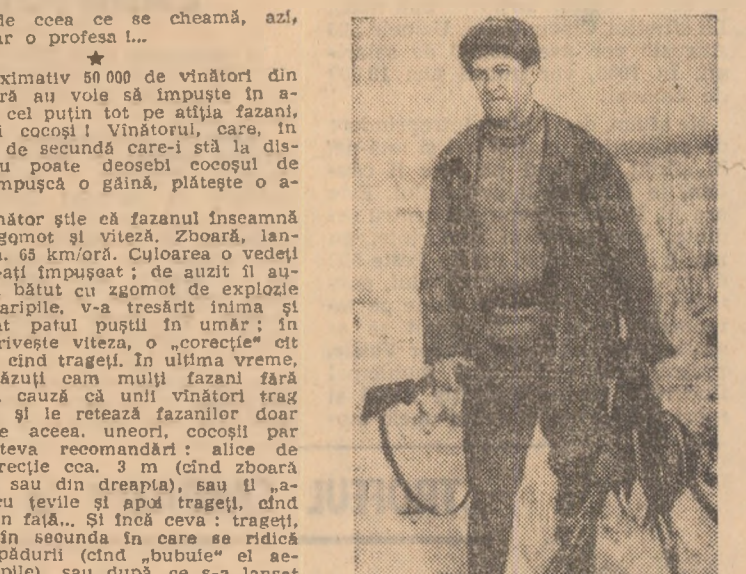 de ceea ce se cheamă, azi,
ar o profesa !...
★
ximativ 50 000 de vînători din
ră au voie să împuște în a-
cel puțin tot pe atîția fazani,
i cocoși ! Vînătorul, care, în
de secundă care-i stă la dis-
u poate deosebi cocoșul de
mpușcă o găină, plătește o a-
nător știe că fazanul înseamnă
gomot și viteză. Zboară, lan-
a. 65 km/oră. Culoarea o vedeți
-ați împușcat ; de auzit îl au-
bătut cu zgomot de explozie
aripile, v-a tresărit inima și
at patul puștii în umăr ; în
rivește viteza, o „corecție“ cît
cînd trageți. În ultima vreme,
ăzuți cam mulți fazani fără
cauză că unii vînători trag
și le retează fazanilor doar
e aceea, uneori, cocoșii par
teva recomandări : alice de
recție cca. 3 m (cînd zboară
sau din dreapta), sau îl „a-
ru țevile și apoi trageți, cînd
n față... Și încă ceva : trageți,
în secunda în care se ridică
pădurii (cînd „bubuie“ el ae-
pile), sau după ce s-a lansat